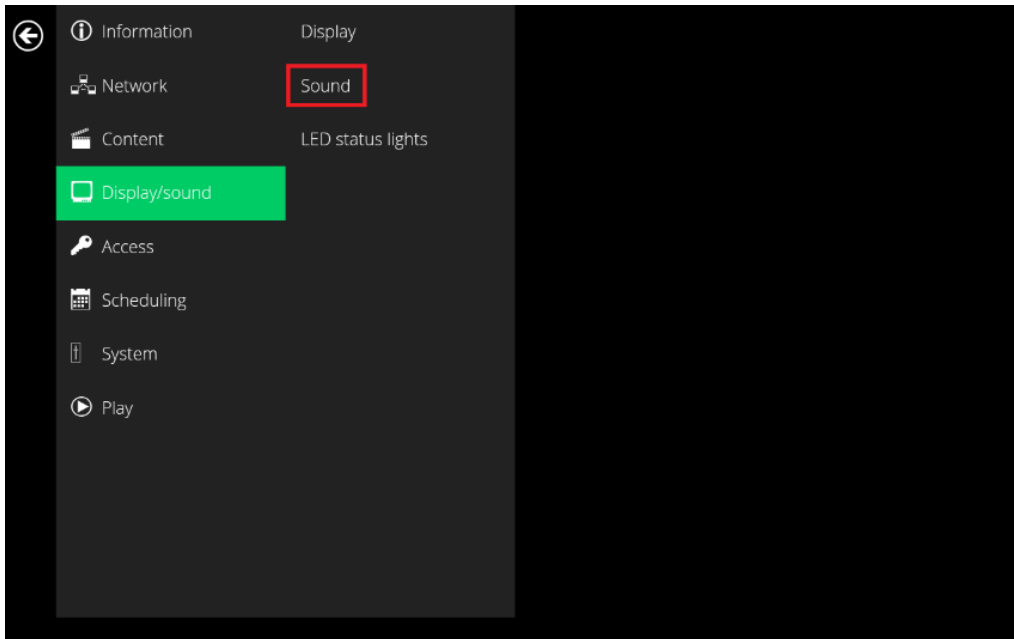 Information
Network
Content
Display/sound
Access
Scheduling
System
Play
Display
Sound
LED status lights